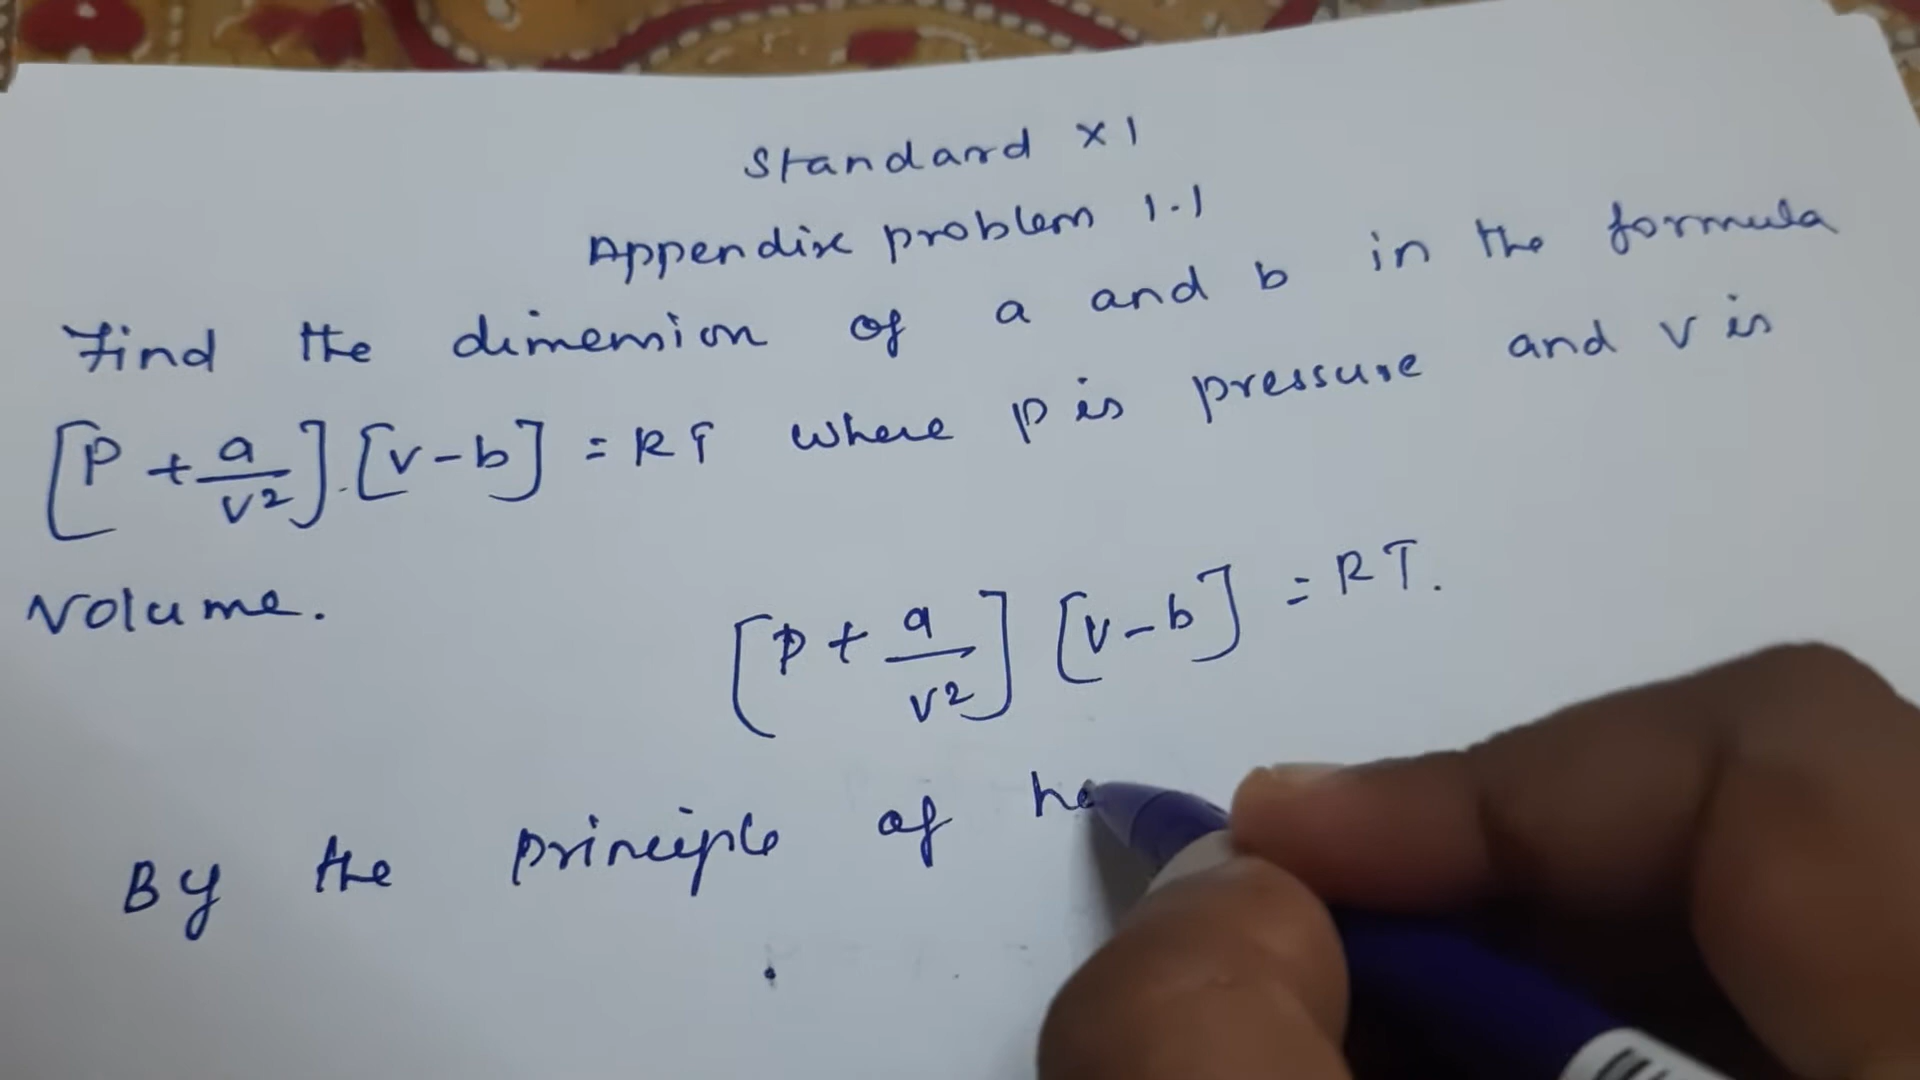 Standard XI
Appendix problem 1.1
Find the dimension of a and b in the formula
[P + a/V²].[V-b] = RT where p is pressure and v is
Volume.
[P + a/V²] [V-b] = RT.
By the principle of ho